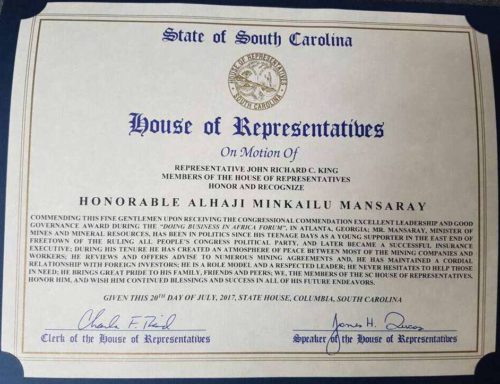 State of South Carolina
HOUSE OF REPRESENTATIVES
SOUTH CAROLINA
House of Representatives
On Motion Of
REPRESENTATIVE JOHN RICHARD C. KING
MEMBERS OF THE HOUSE OF REPRESENTATIVES
HONOR AND RECOGNIZE
HONORABLE ALHAJI MINKAILU MANSARAY
COMMENDING THIS FINE GENTLEMEN UPON RECEIVING THE CONGRESSIONAL COMMENDATION EXCELLENT LEADERSHIP AND GOOD
GOVERNANCE AWARD DURING THE "DOING BUSINESS IN AFRICA FORUM", IN ATLANTA, GEORGIA; MR. MANSARAY, MINISTER OF
MINES AND MINERAL RESOURCES, HAS BEEN IN POLITICS SINCE HIS TEENAGE DAYS AS A YOUNG SUPPORTER IN THE EAST END OF
FREETOWN OF THE RULING ALL PEOPLE'S CONGRESS POLITICAL PARTY, AND LATER BECAME A SUCCESSFUL INSURANCE
EXECUTIVE; DURING HIS TENURE HE HAS CREATED AN ATMOSPHERE OF PEACE BETWEEN MOST OF THE MINING COMPANIES AND
WORKERS; HE REVIEWS AND OFFERS ADVISE TO NUMEROUS MINING AGREEMENTS AND, HE HAS MAINTAINED A CORDIAL
RELATIONSHIP WITH FOREIGN INVESTORS; HE IS A ROLE MODEL AND A RESPECTED LEADER; HE NEVER HESITATES TO HELP THOSE
IN NEED; HE BRINGS GREAT PRIDE TO HIS FAMILY, FRIENDS AND PEERS; WE, THE MEMBERS OF THE SC HOUSE OF REPRESENTATIVES,
HONOR HIM, AND WISH HIM CONTINUED BLESSINGS AND SUCCESS IN ALL OF HIS FUTURE ENDEAVORS.
GIVEN THIS 20TH DAY OF JULY, 2017, STATE HOUSE, COLUMBIA, SOUTH CAROLINA
Charles F. Reid James H. Lucas
Clerk of the House of Representatives Speaker of the House of Representatives